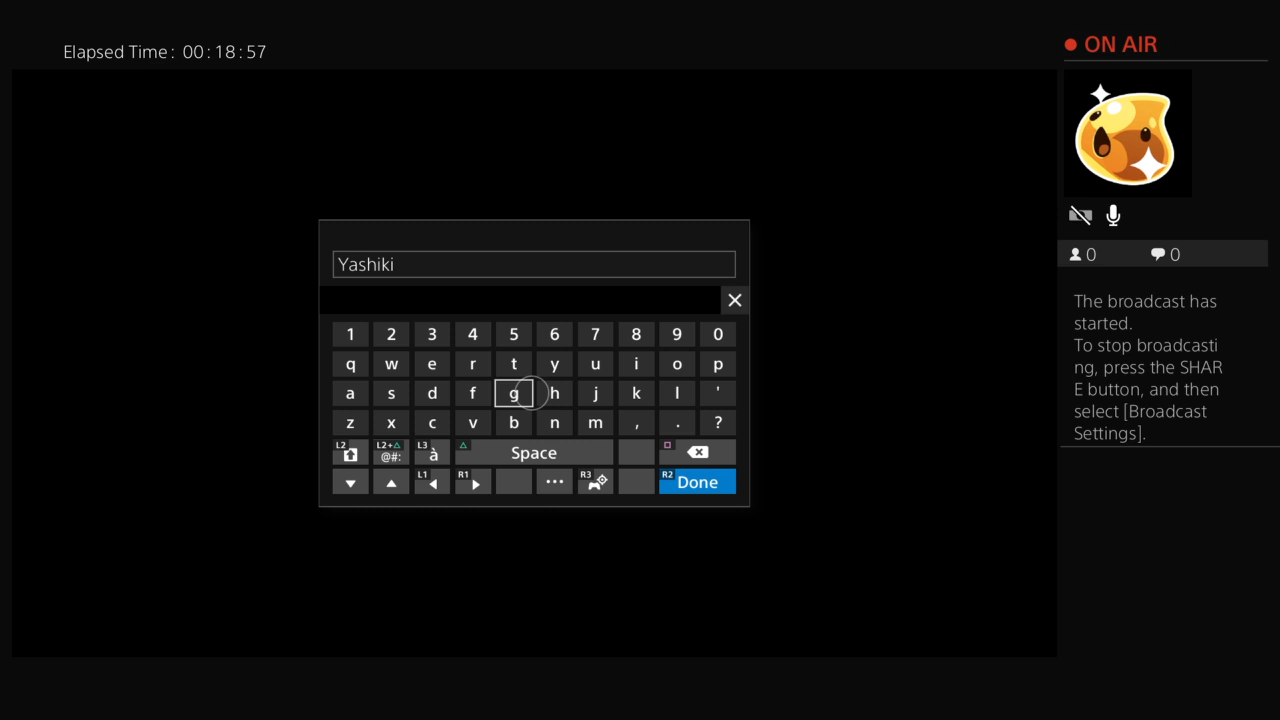 Elapsed Time: 00:18:57
ON AIR
Yashiki
0 0
The broadcast has
started.
To stop broadcasti
ng, press the SHAR
E button, and then
select [Broadcast
Settings].
1 2 3 4 5 6 7 8 9 0
q w e r t y u i o p
a s d f g h j k l '
z x c v b n m , . ?
L2 L2+△ @#: L3 à △ Space □
L1 R1 ... R3 R2 Done